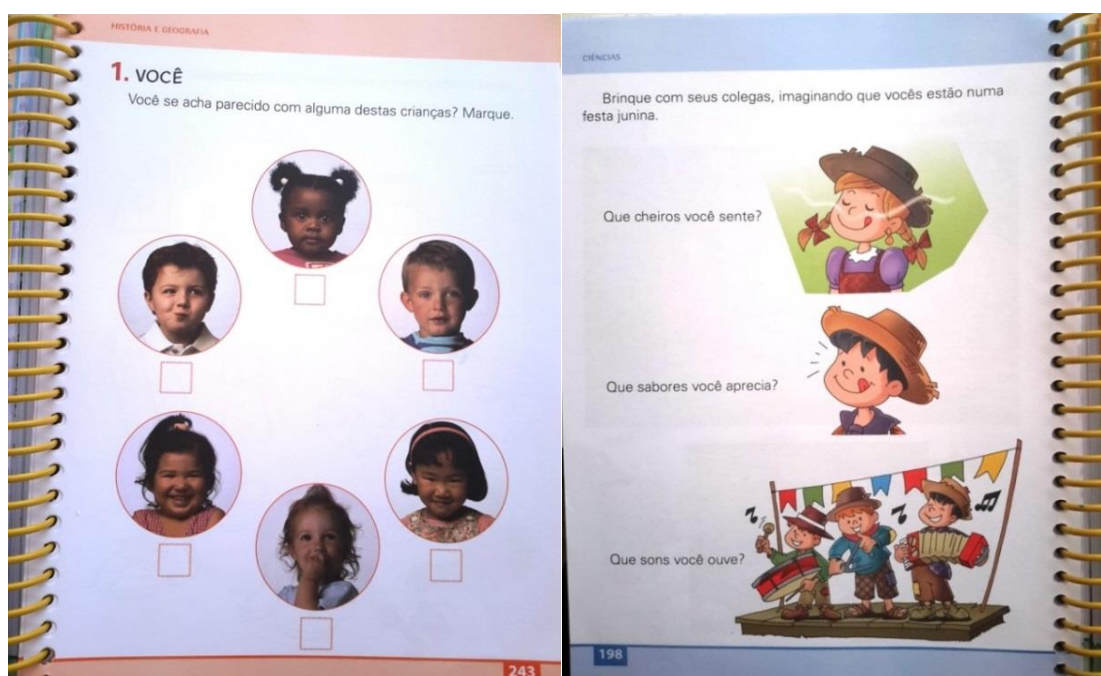 HISTÓRIA E GEOGRAFIA
1. VOCÊ
Você se acha parecido com alguma destas crianças? Marque.
243
CIÊNCIAS
Brinque com seus colegas, imaginando que vocês estão numa
festa junina.
Que cheiros você sente?
Que sabores você aprecia?
Que sons você ouve?
198